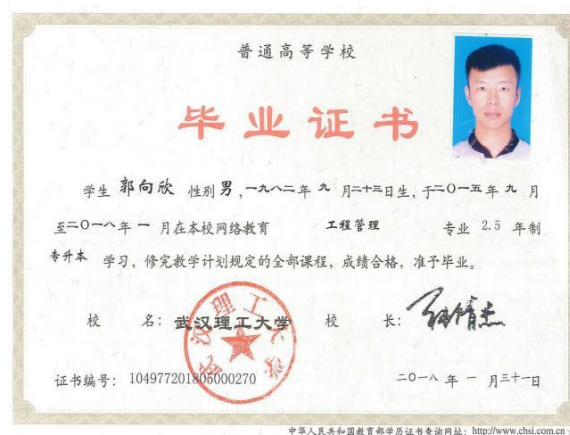 普通高等学校
毕业证书
学生 郭向欣 性别 男,一九八二年 九 月二十三日生,于二〇一五年 九 月
至二〇一八年 一 月在本校网络教育 工程管理 专业 2.5 年制
专升本 学习,修完教学计划规定的全部课程,成绩合格,准予毕业。
校 名:武汉理工大学 校 长:
武汉理工大学
证书编号:104977201805000270 二〇一八 年 一 月三十一日
中华人民共和国教育部学历证书查询网址:http://www.chsi.com.cn